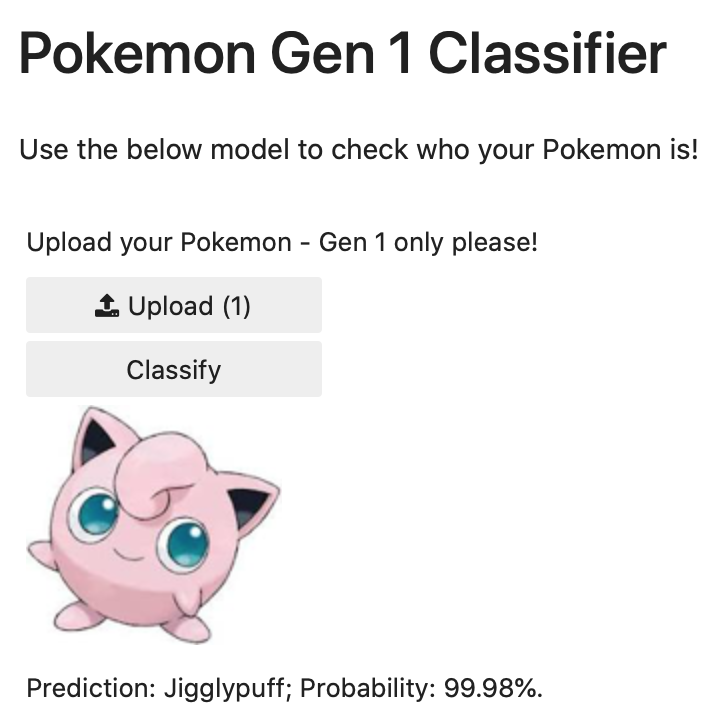 Pokemon Gen 1 Classifier
Use the below model to check who your Pokemon is!
Upload your Pokemon - Gen 1 only please!
Upload (1)
Classify
Prediction: Jigglypuff; Probability: 99.98%.